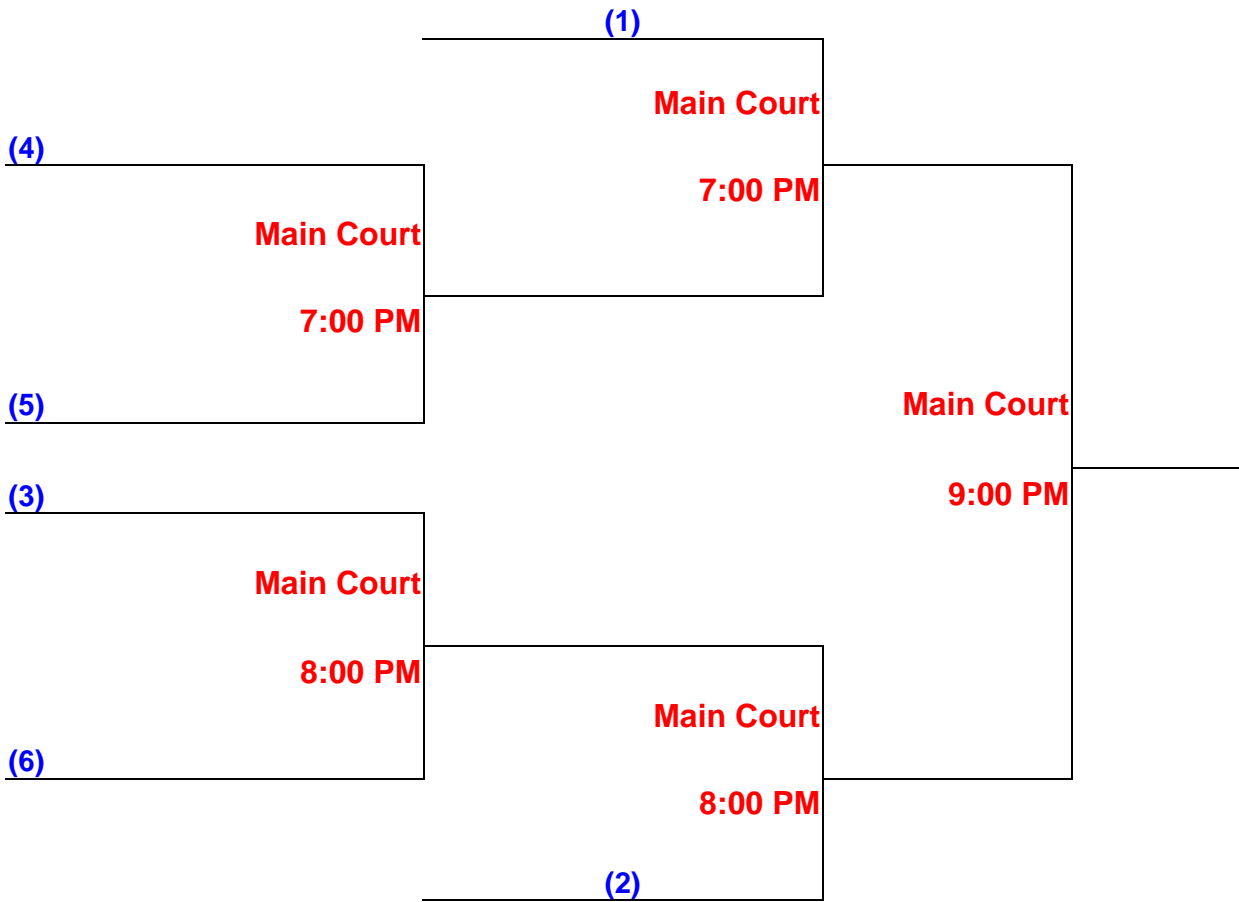 (1)
Main Court
(4)
7:00 PM
Main Court
7:00 PM
(5)
Main Court
(3)
9:00 PM
Main Court
8:00 PM
Main Court
(6)
8:00 PM
(2)